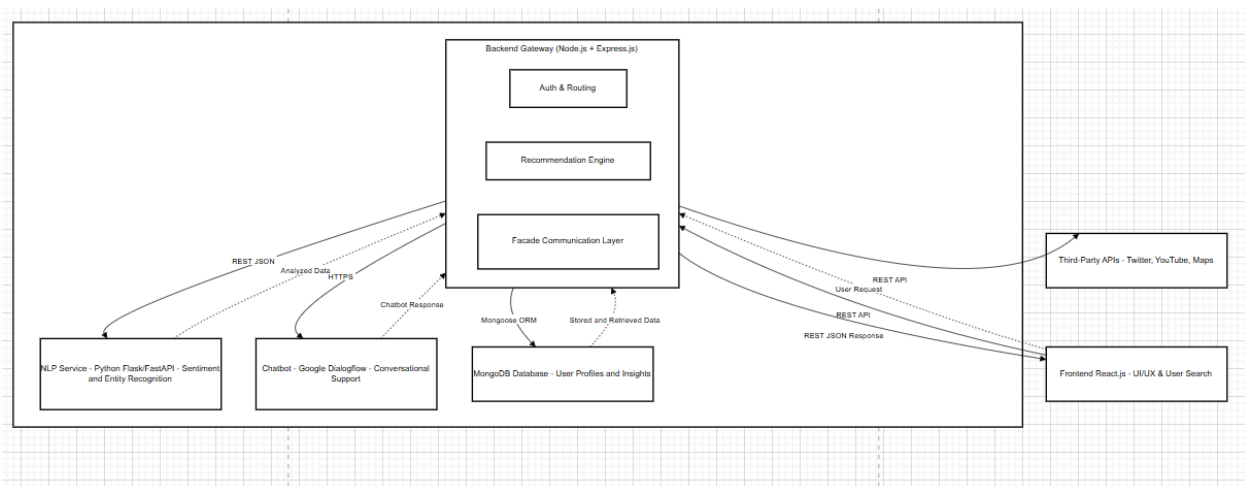 Backend Gateway (Node.js + Express.js)
Auth & Routing
Recommendation Engine
Facade Communication Layer
REST JSON
Analyzed Data
HTTPS
Chatbot Response
Mongoose ORM
Stored and Retrieved Data
REST API
User Request
REST API
REST JSON Response
Third-Party APIs - Twitter, YouTube, Maps
NLP Service - Python Flask/FastAPI - Sentiment
and Entity Recognition
Chatbot - Google Dialogflow - Conversational
Support
MongoDB Database - User Profiles and Insights
Frontend React.js - UI/UX & User Search